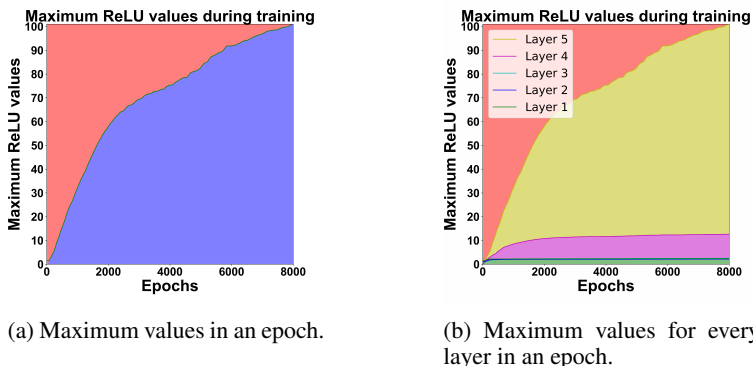 Maximum ReLU values during training
Maximum ReLU values
100
90
80
70
60
50
40
30
20
10
0
0 2000 4000 6000 8000
Epochs
(a) Maximum values in an epoch.
Maximum ReLU values during training
Maximum ReLU values
100
90
80
70
60
50
40
30
20
10
0
Layer 5
Layer 4
Layer 3
Layer 2
Layer 1
0 2000 4000 6000 8000
Epochs
(b) Maximum values for every
layer in an epoch.